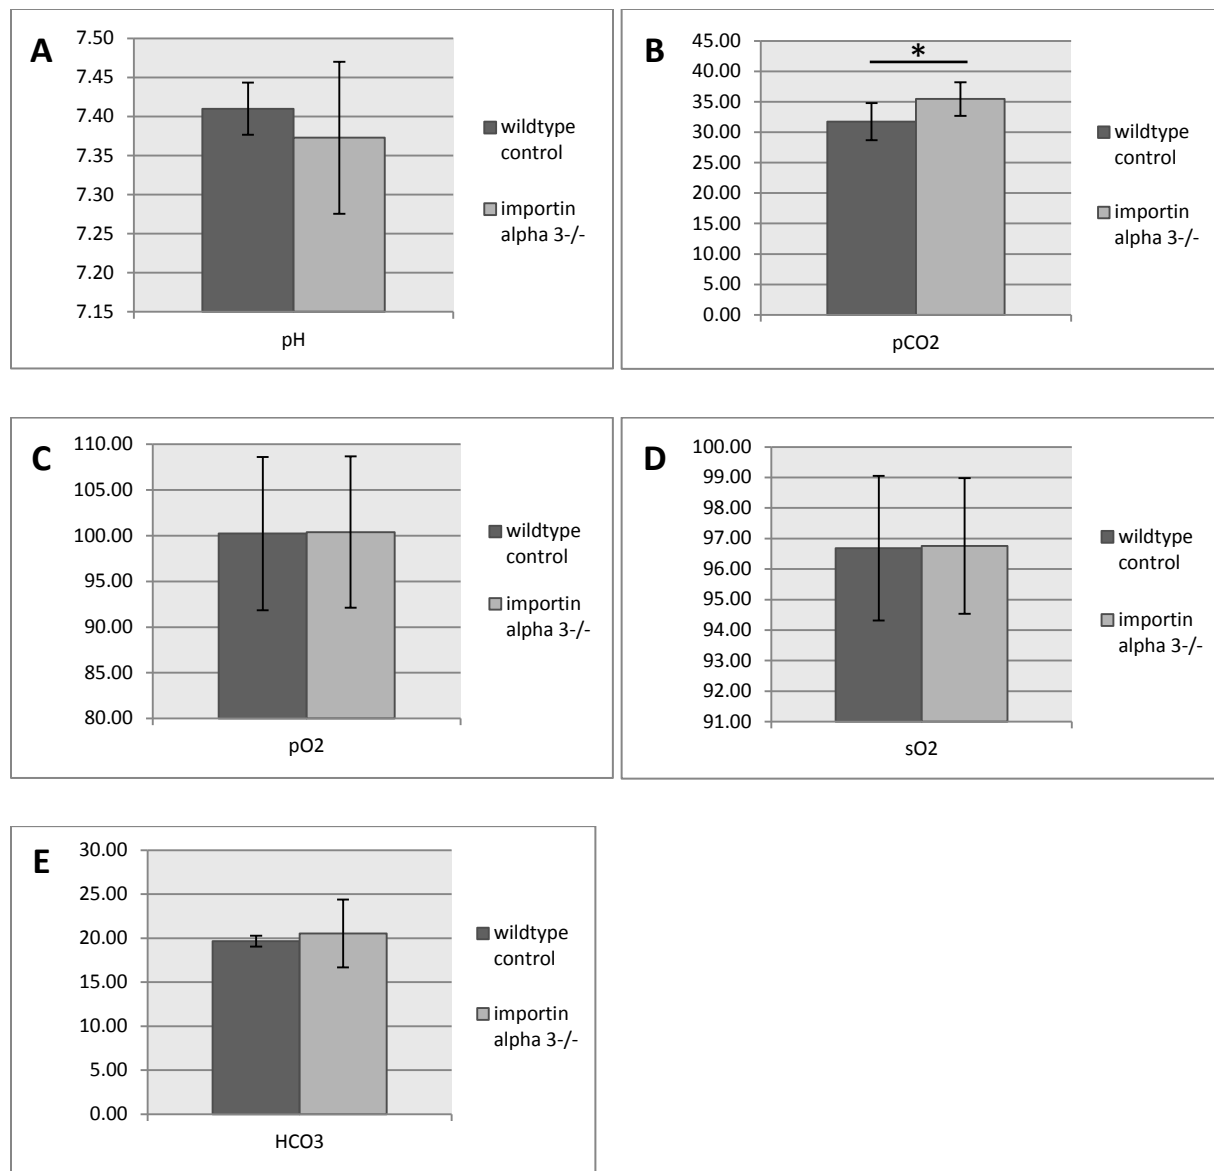 A
7.50
7.45
7.40
7.35
7.30
7.25
7.20
7.15
pH
wildtype
control
importin
alpha 3-/-
B
45.00
40.00
35.00
30.00
25.00
20.00
15.00
10.00
5.00
0.00
*
pCO2
wildtype
control
importin
alpha 3-/-
C
110.00
105.00
100.00
95.00
90.00
85.00
80.00
pO2
wildtype
control
importin
alpha 3-/-
D
100.00
99.00
98.00
97.00
96.00
95.00
94.00
93.00
92.00
91.00
sO2
wildtype
control
importin
alpha 3-/-
E
30.00
25.00
20.00
15.00
10.00
5.00
0.00
HCO3
wildtype
control
importin
alpha 3-/-